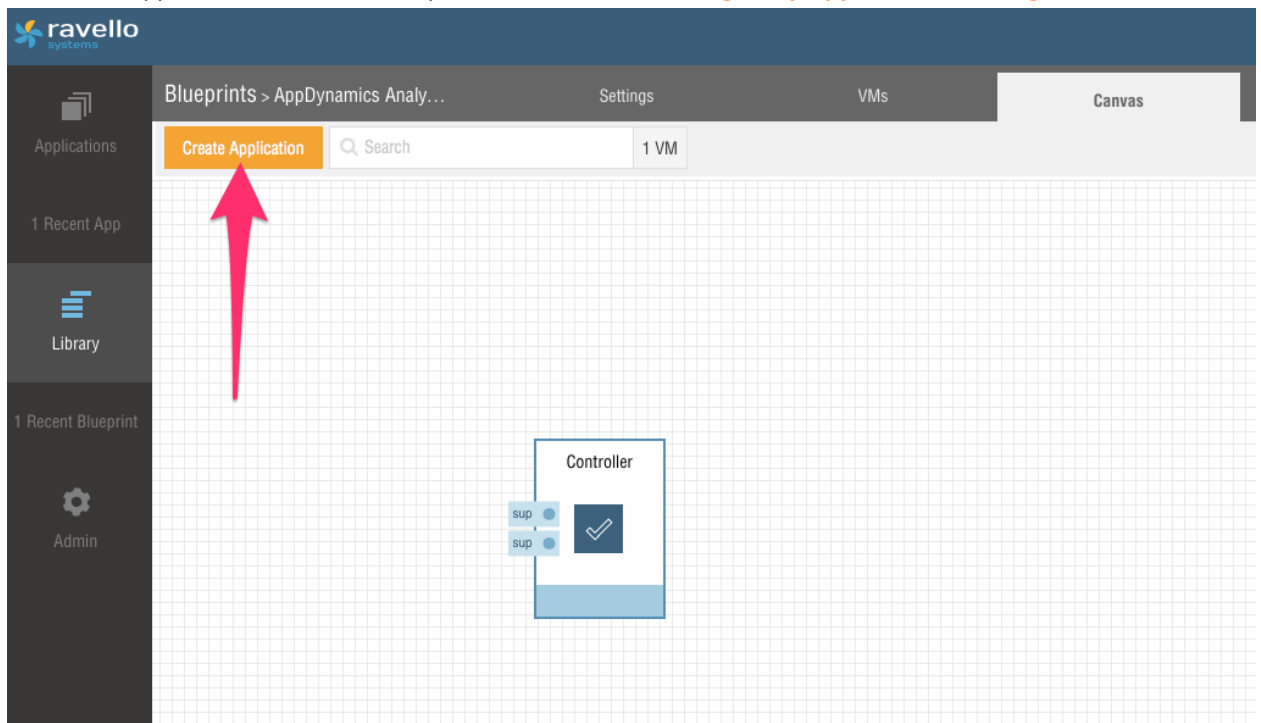 ravello
systems
Blueprints > AppDynamics Analy...
Settings
VMs
Canvas
Applications
Create Application
Search
1 VM
1 Recent App
Library
1 Recent Blueprint
Controller
sup
sup
Admin